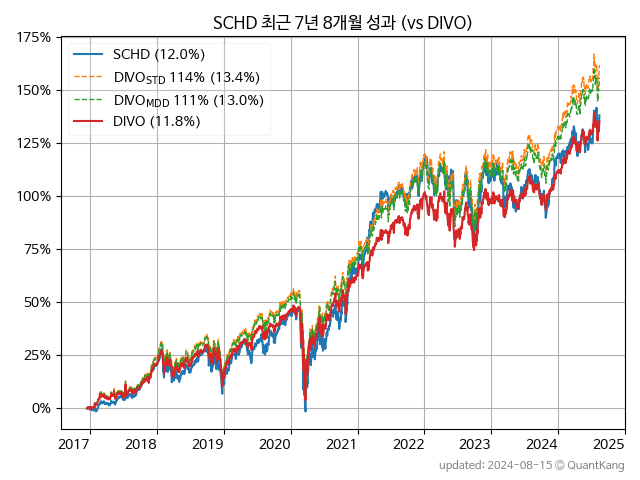 SCHD 최근 7년 8개월 성과 (vs DIVO)
175%
150%
125%
100%
75%
50%
25%
0%
SCHD (12.0%)
DIVO_STD 114% (13.4%)
DIVO_MDD 111% (13.0%)
DIVO (11.8%)
2017 2018 2019 2020 2021 2022 2023 2024 2025
updated: 2024-08-15 © QuantKang